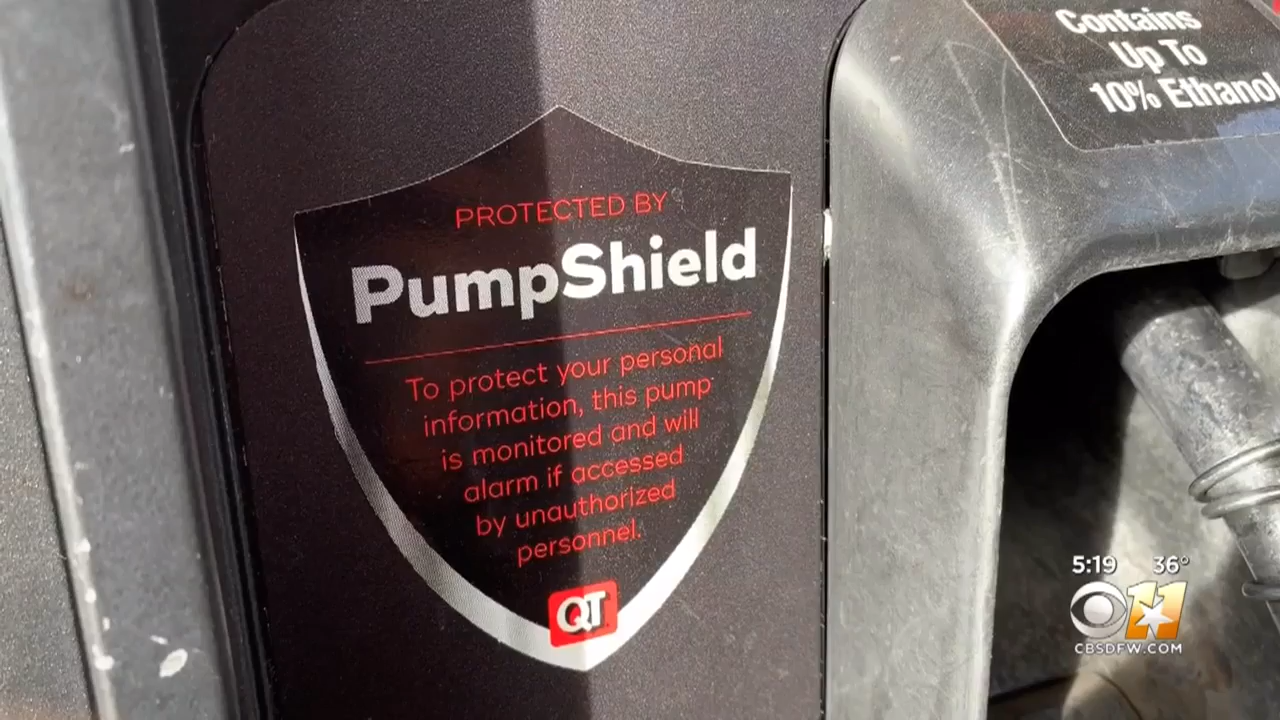 Contains
Up To
10% Ethanol
PROTECTED BY
PumpShield
To protect your personal
information, this pump
is monitored and will
alarm if accessed
by unauthorized
personnel.
QT
5:19 36°
11
CBSDFW.COM